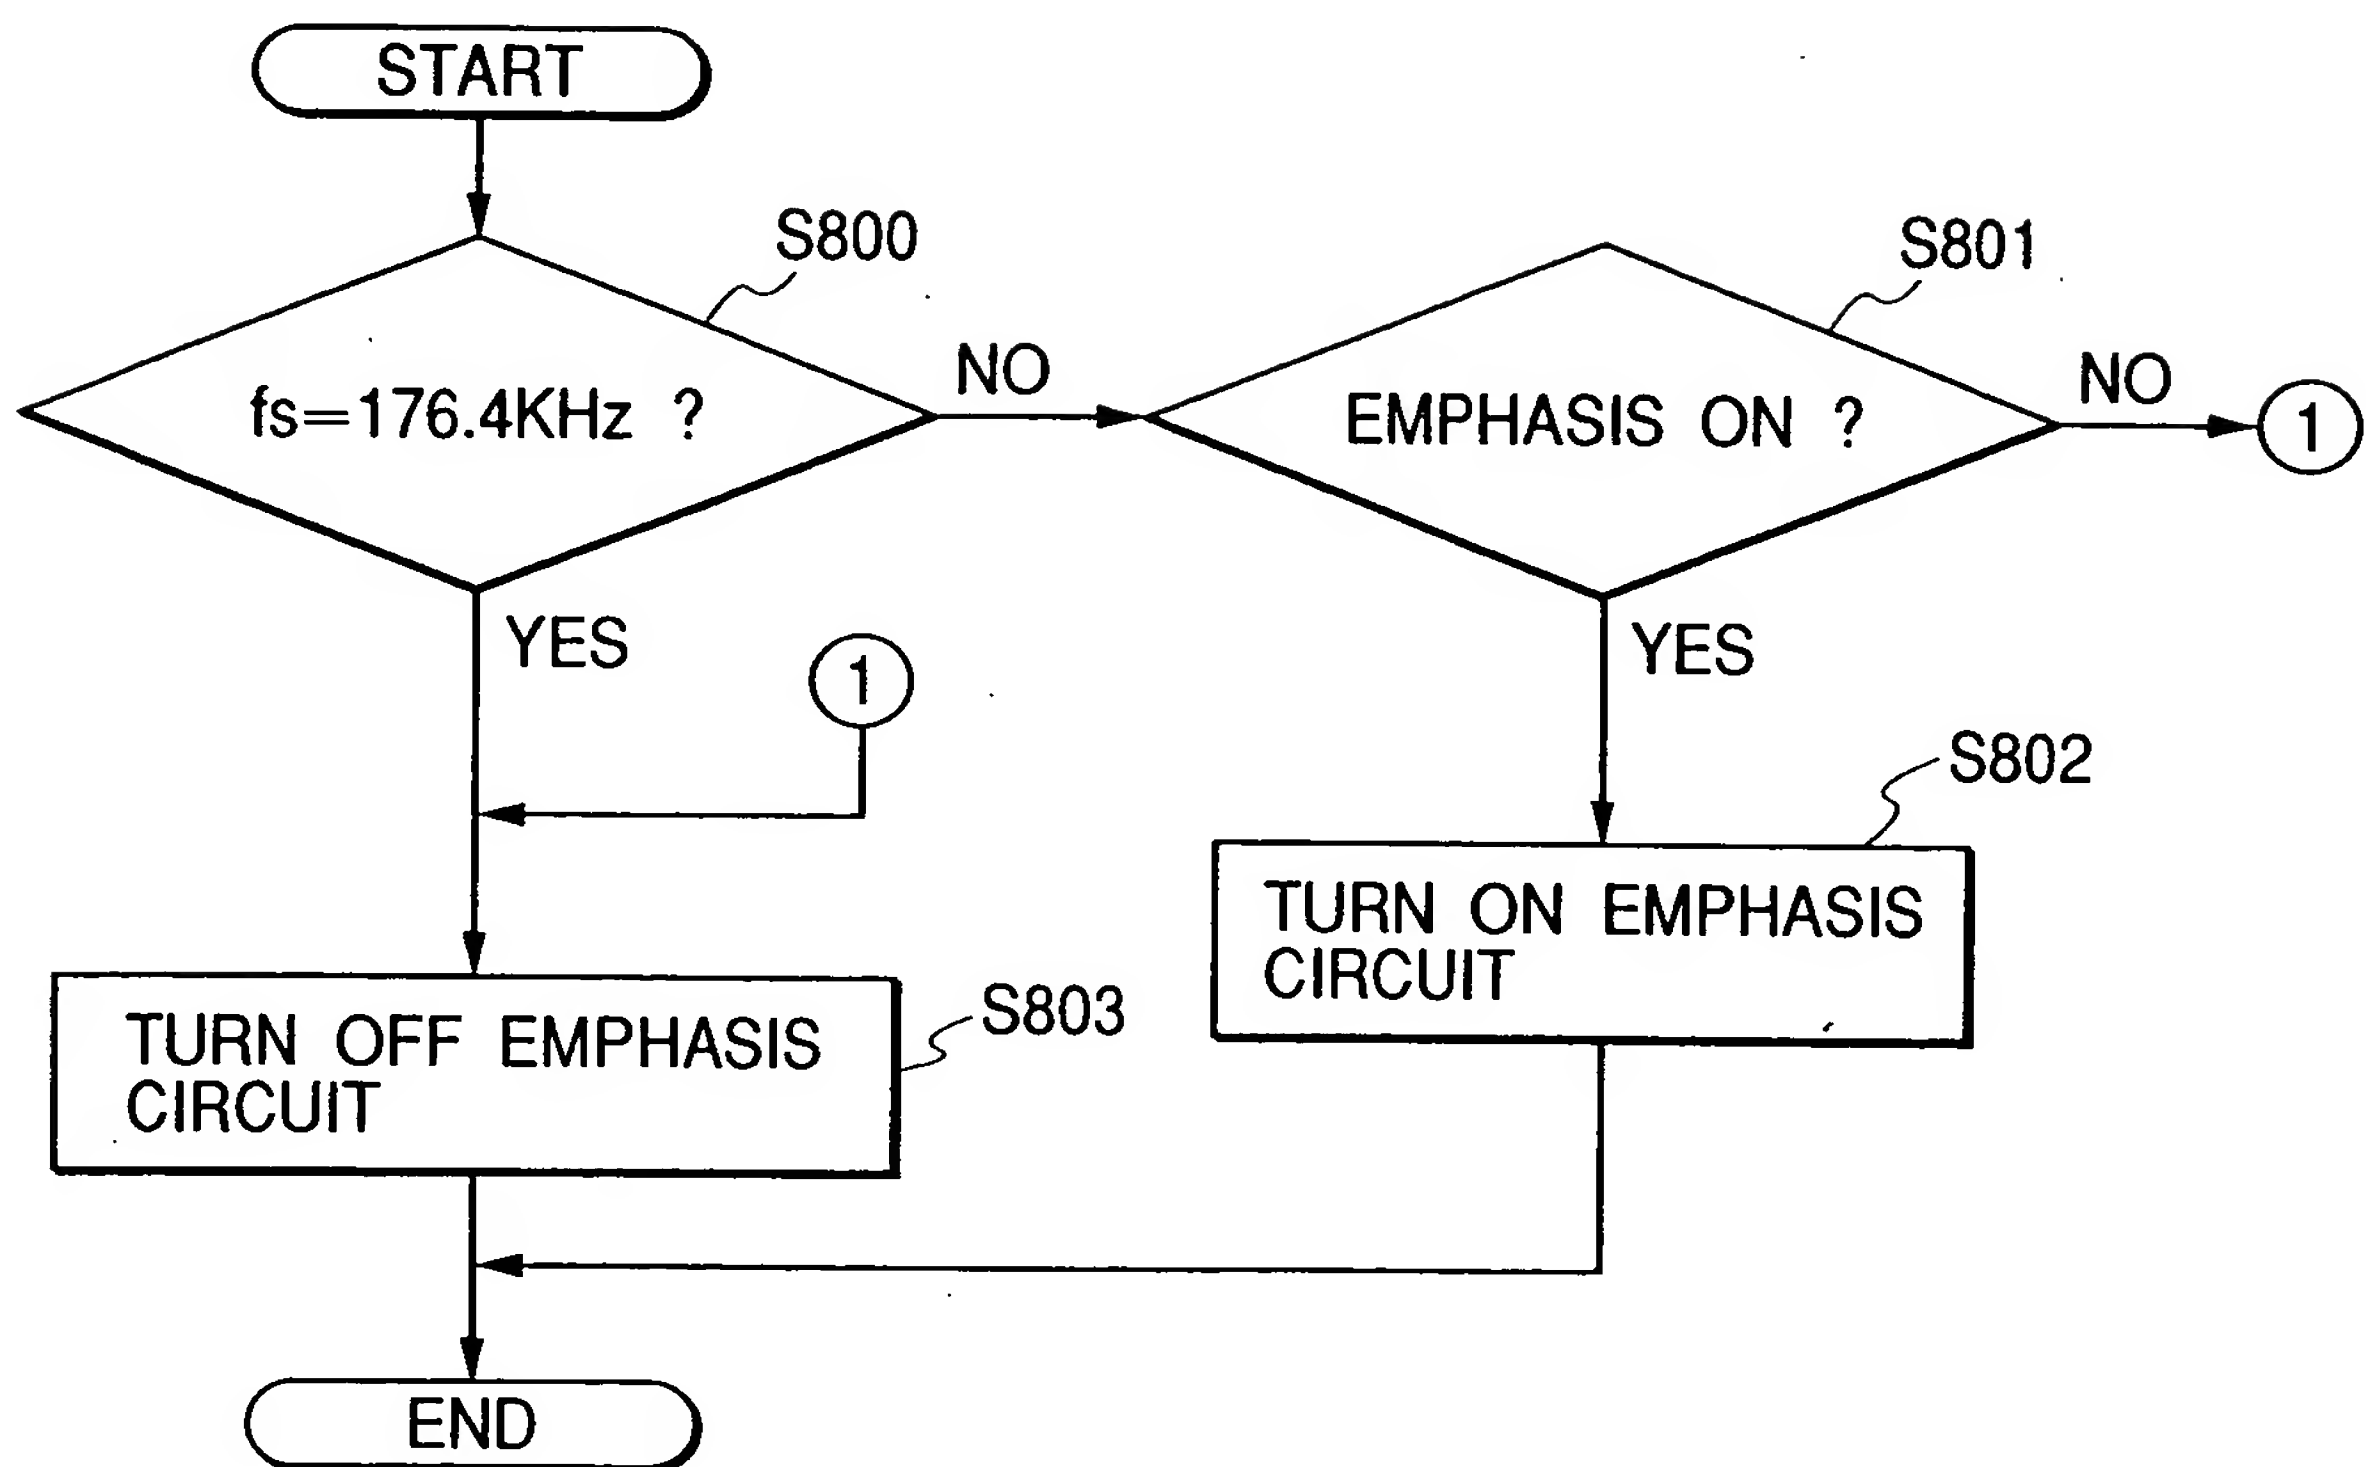 START
S800
S801
fs=176.4KHz ?
NO
EMPHASIS ON ?
NO
1
YES
1
YES
S802
TURN ON EMPHASIS
CIRCUIT
S803
TURN OFF EMPHASIS
CIRCUIT
END